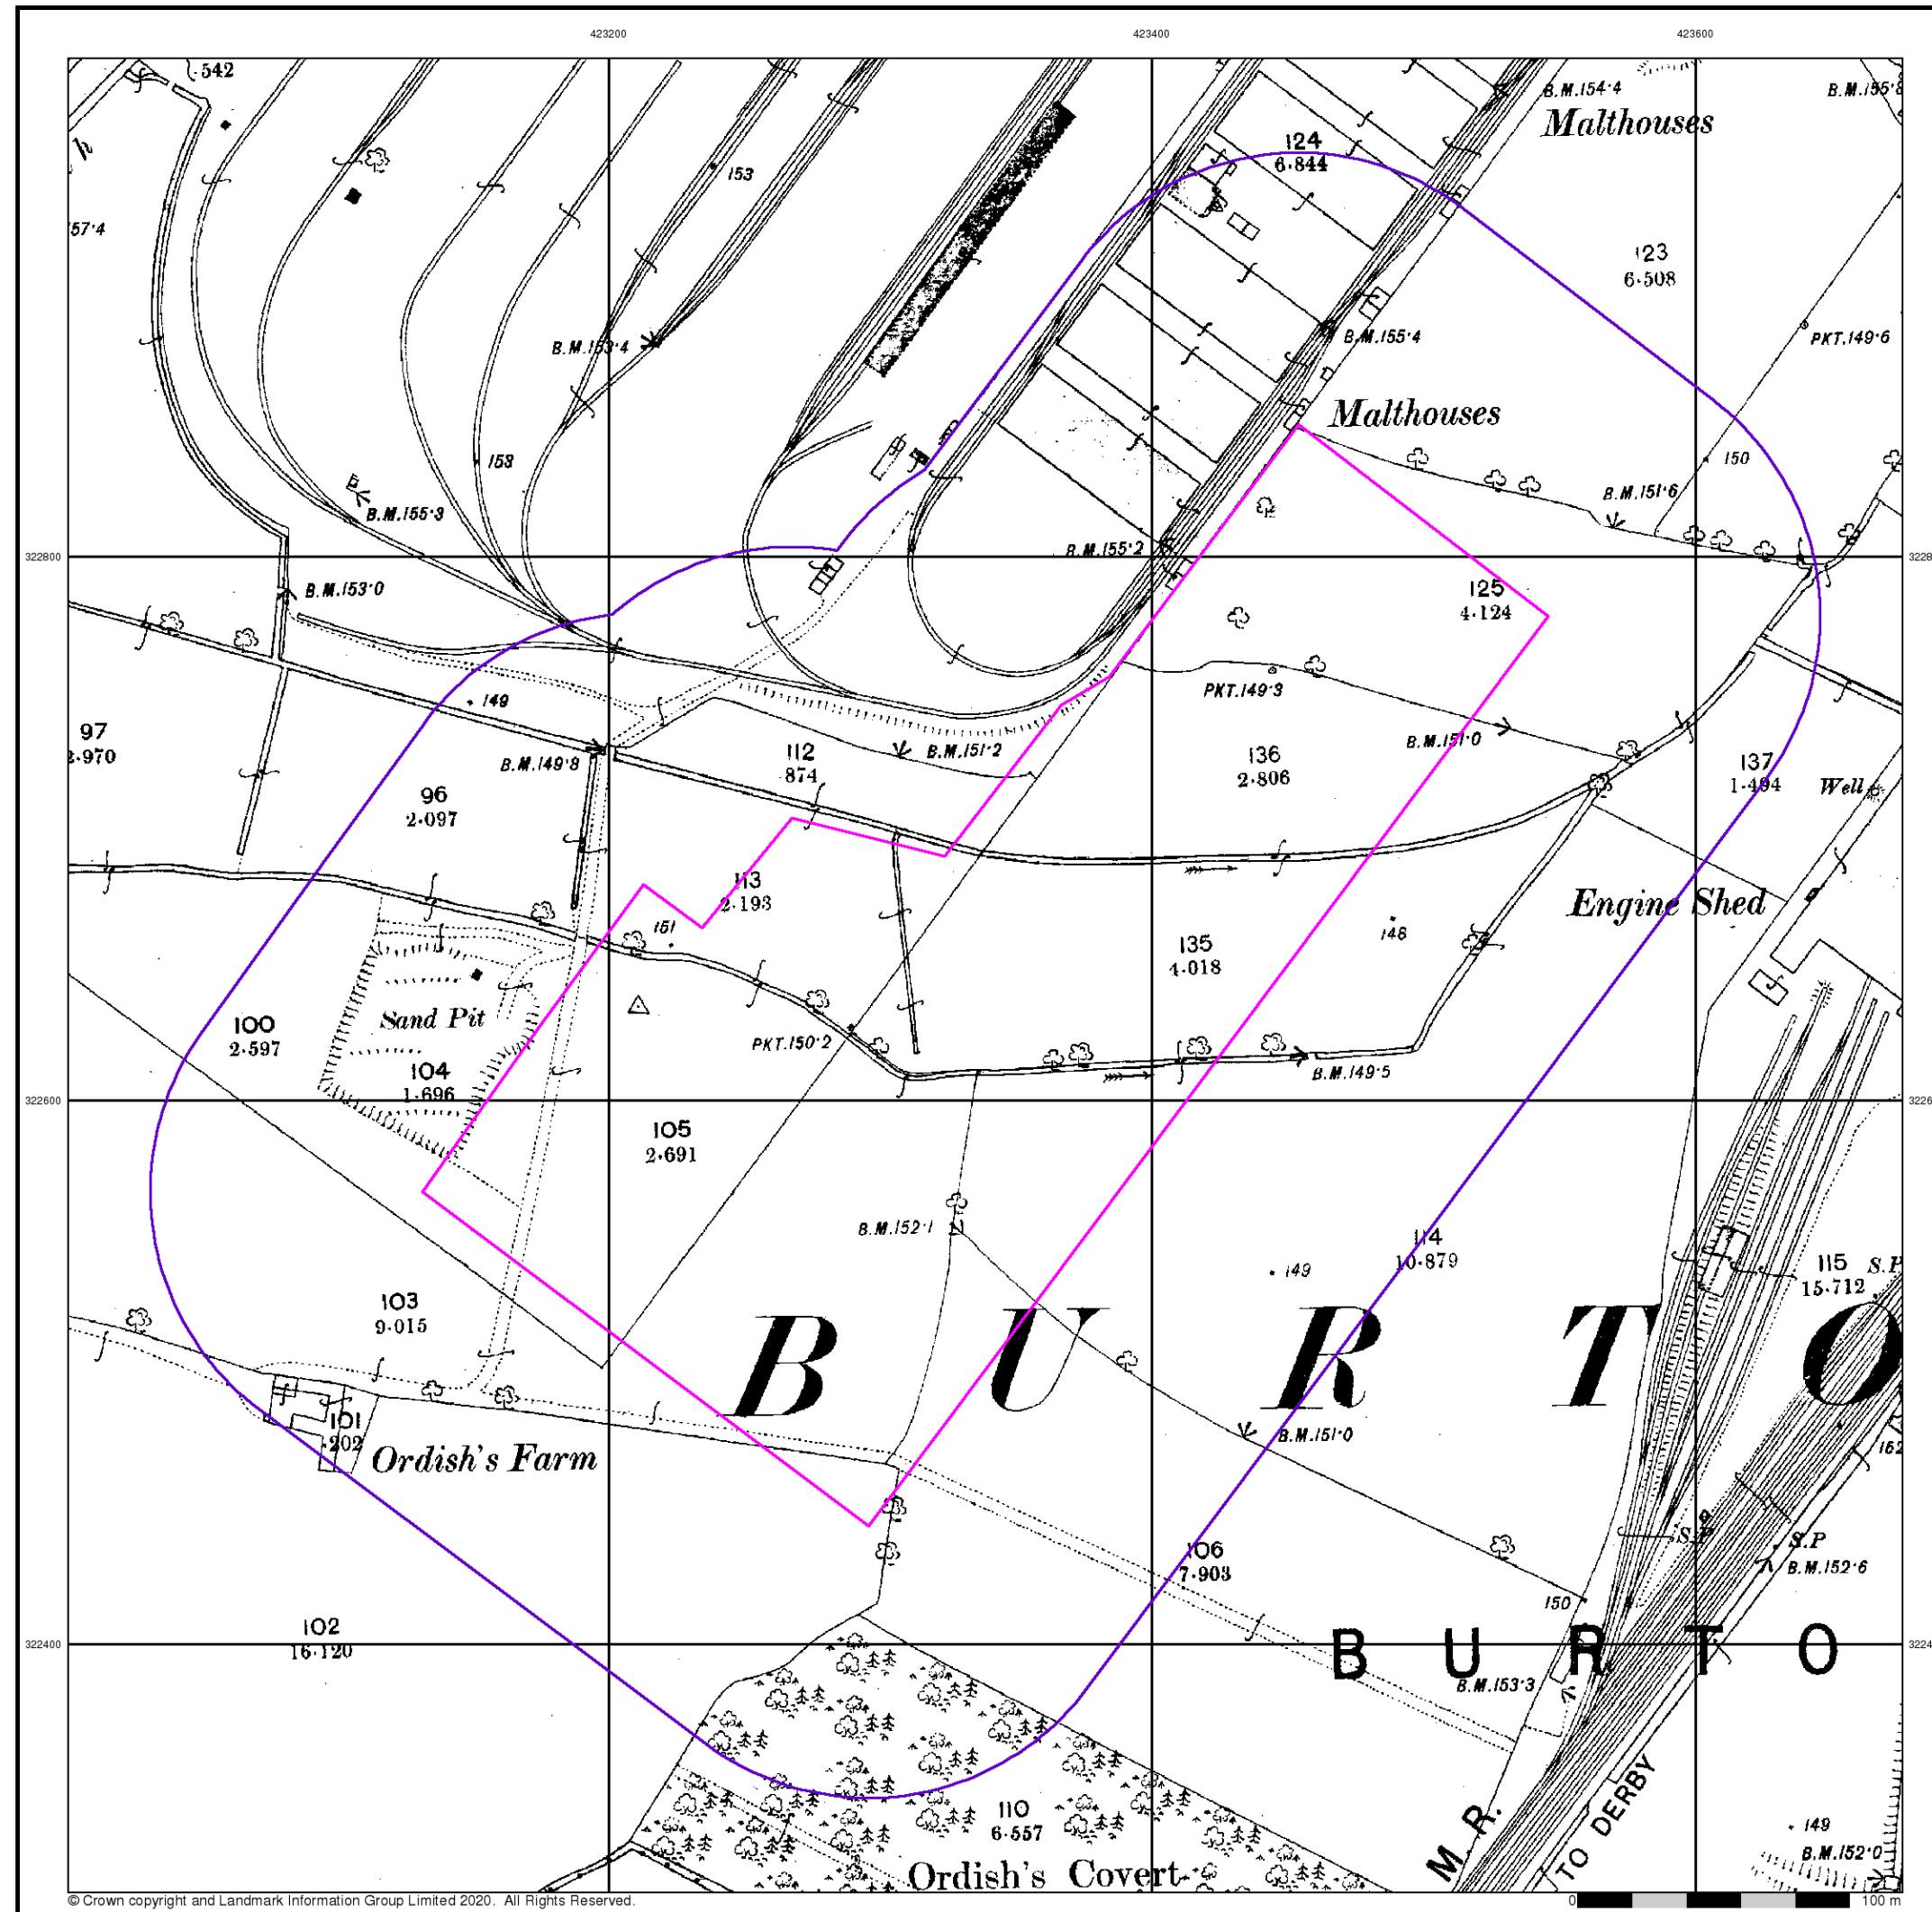 423200
423400
423600
542
B.M.154·4
Malthouses
124
6·844
153
57·4
123
6·508
B.M.153·4
B.M.155·4
PKT.149·6
Malthouses
153
150
B.M.155·3
B.M.151·6
322800
B.M.155·2
B.M.153·0
125
4·124
149
PKT.149·3
97
2·970
B.M.149·8
112
·874
B.M.151·2
B.M.151·0
136
2·806
137
1·494
Well
96
2·097
113
2·193
Engine Shed
151
148
135
4·018
Sand Pit
100
2·597
PKT.150·2
104
1·696
B.M.149·5
322600
105
2·691
B.M.152·1
114
10·879
149
115
15·712
S.P
103
9·015
B U R T O
101
·202
B.M.151·0
Ordish's Farm
162
S.P
S.P
B.M.152·6
106
7·903
150
102
16·120
322400
B U R T O
B.M.153·3
110
6·557
M. R.
TO DERBY
149
B.M.152·0
Ordish's Covert
© Crown copyright and Landmark Information Group Limited 2020. All Rights Reserved.
0
100 m